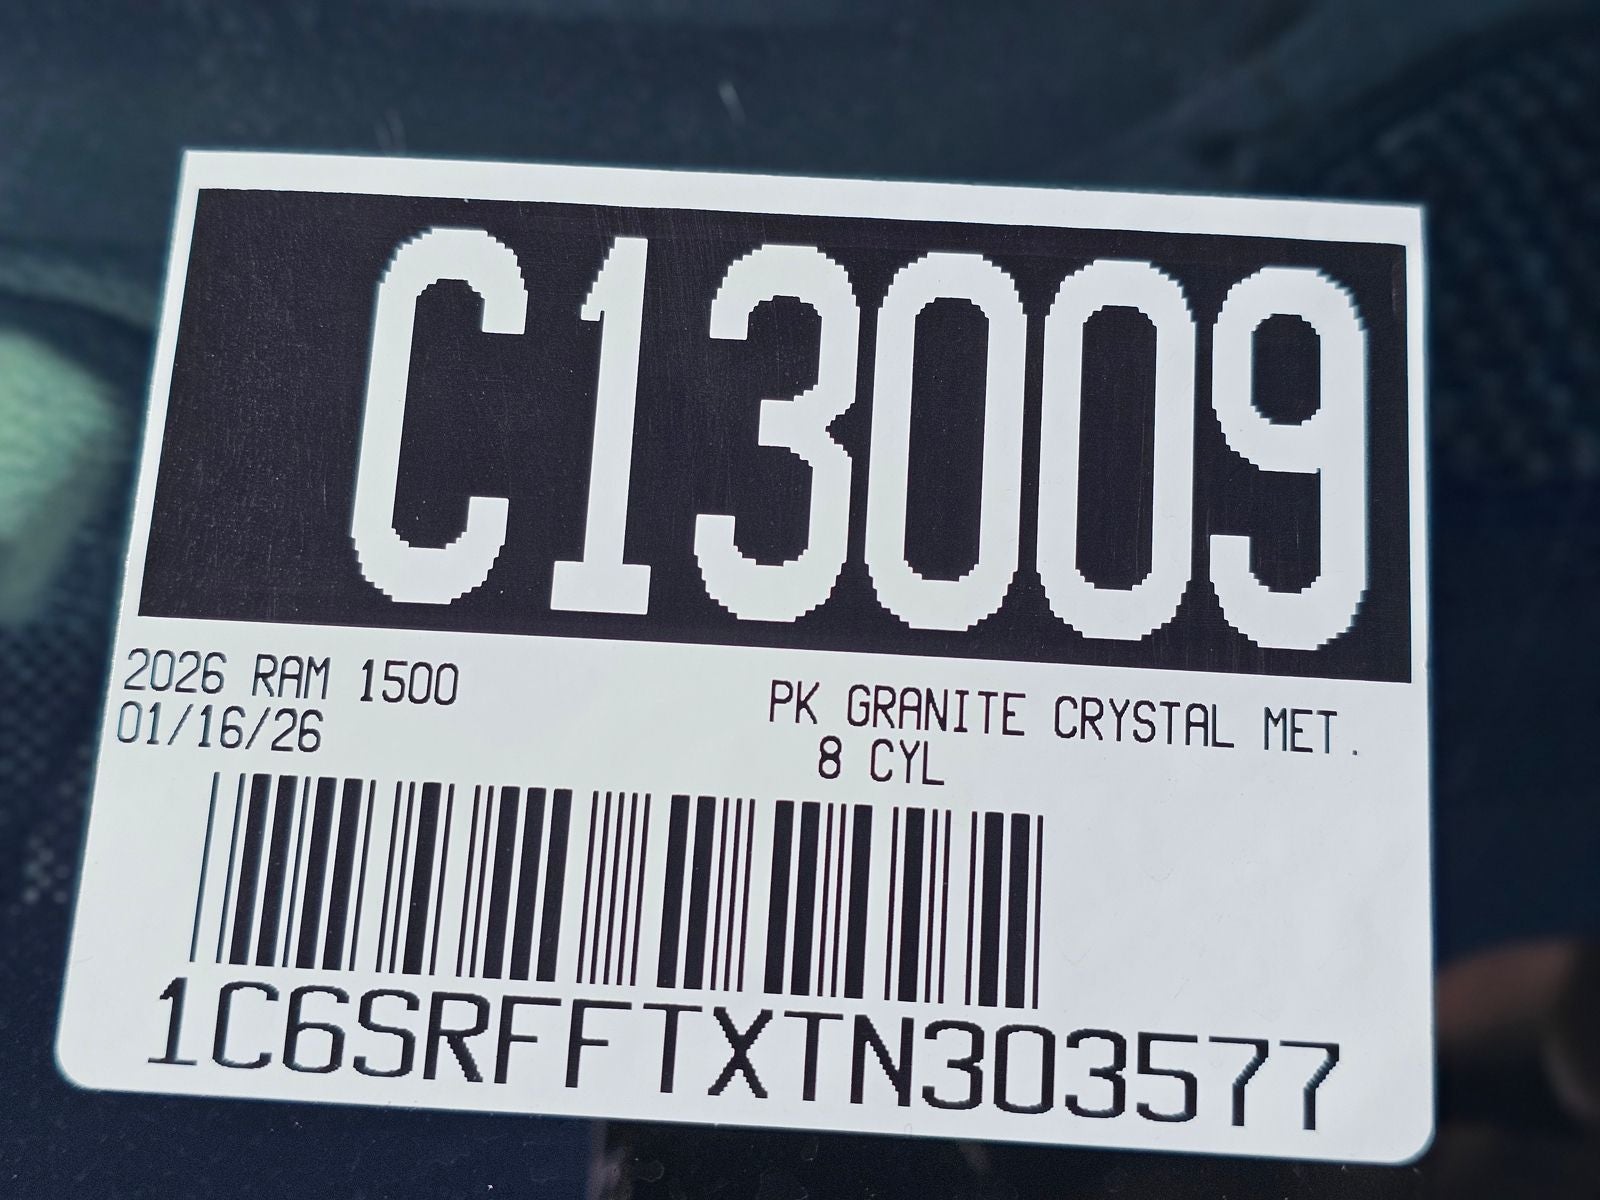 C13009
2026 RAM 1500
PK GRANITE CRYSTAL MET.
01/16/26
8 CYL
1C6SRFFTXTN303577